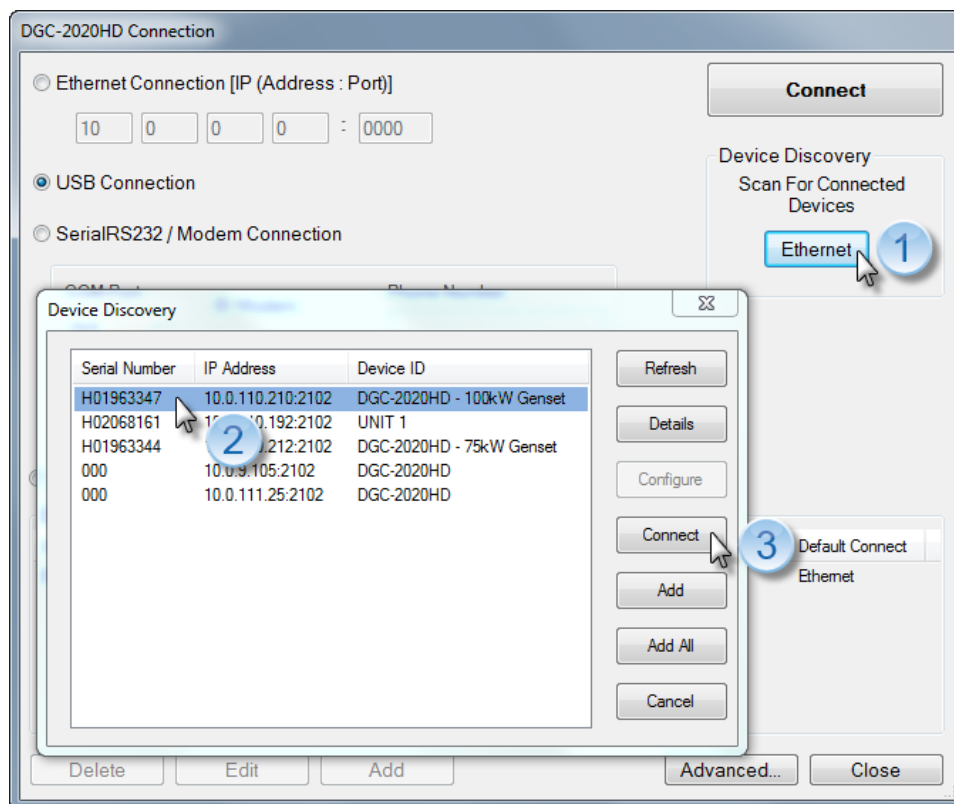 DGC-2020HD Connection
Ethernet Connection [IP (Address : Port)]
10 0 0 0 : 0000
Connect
USB Connection
SerialRS232 / Modem Connection
Device Discovery
Scan For Connected
Devices
Ethernet
1
Device Discovery
Serial Number IP Address Device ID
H01963347 10.0.110.210:2102 DGC-2020HD - 100kW Genset
H02068161 .192:2102 UNIT 1
H01963344 .212:2102 DGC-2020HD - 75kW Genset
000 10.0.9.105:2102 DGC-2020HD
000 10.0.111.25:2102 DGC-2020HD
2
Refresh
Details
Configure
Connect
3
Add
Add All
Cancel
Default Connect
Ethernet
Delete Edit Add Advanced... Close